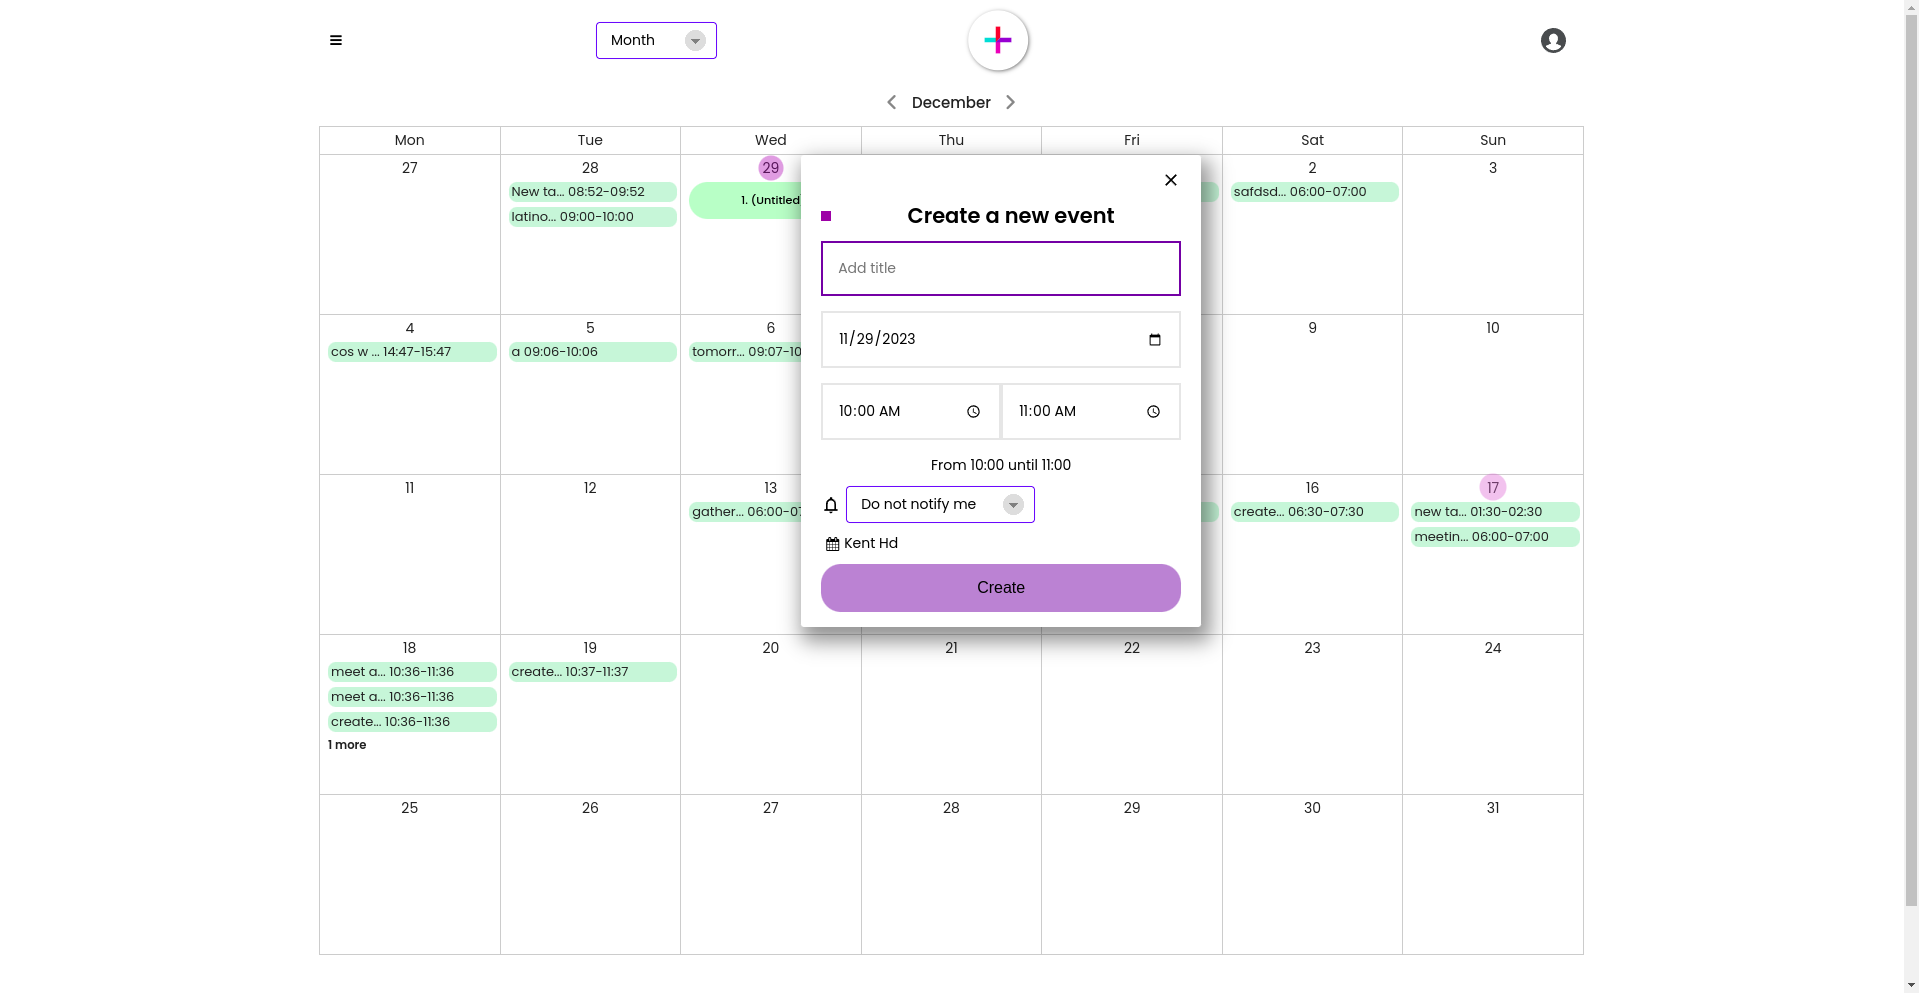 Month
December
Mon Tue Wed Thu Fri Sat Sun
27 28 29 2 3
New ta... 08:52-09:52
latino... 09:00-10:00
1. (Untitled
safdsd... 06:00-07:00
Create a new event
Add title
11/29/2023
10:00 AM 11:00 AM
From 10:00 until 11:00
Do not notify me
Kent Hd
Create
4 5 6 9 10
cos w ... 14:47-15:47
a 09:06-10:06
tomorr... 09:07-10
11 12 13 16 17
gather... 06:00-07
create... 06:30-07:30
new ta... 01:30-02:30
meetin... 06:00-07:00
18 19 20 21 22 23 24
meet a... 10:36-11:36
meet a... 10:36-11:36
create... 10:36-11:36
1 more
create... 10:37-11:37
25 26 27 28 29 30 31